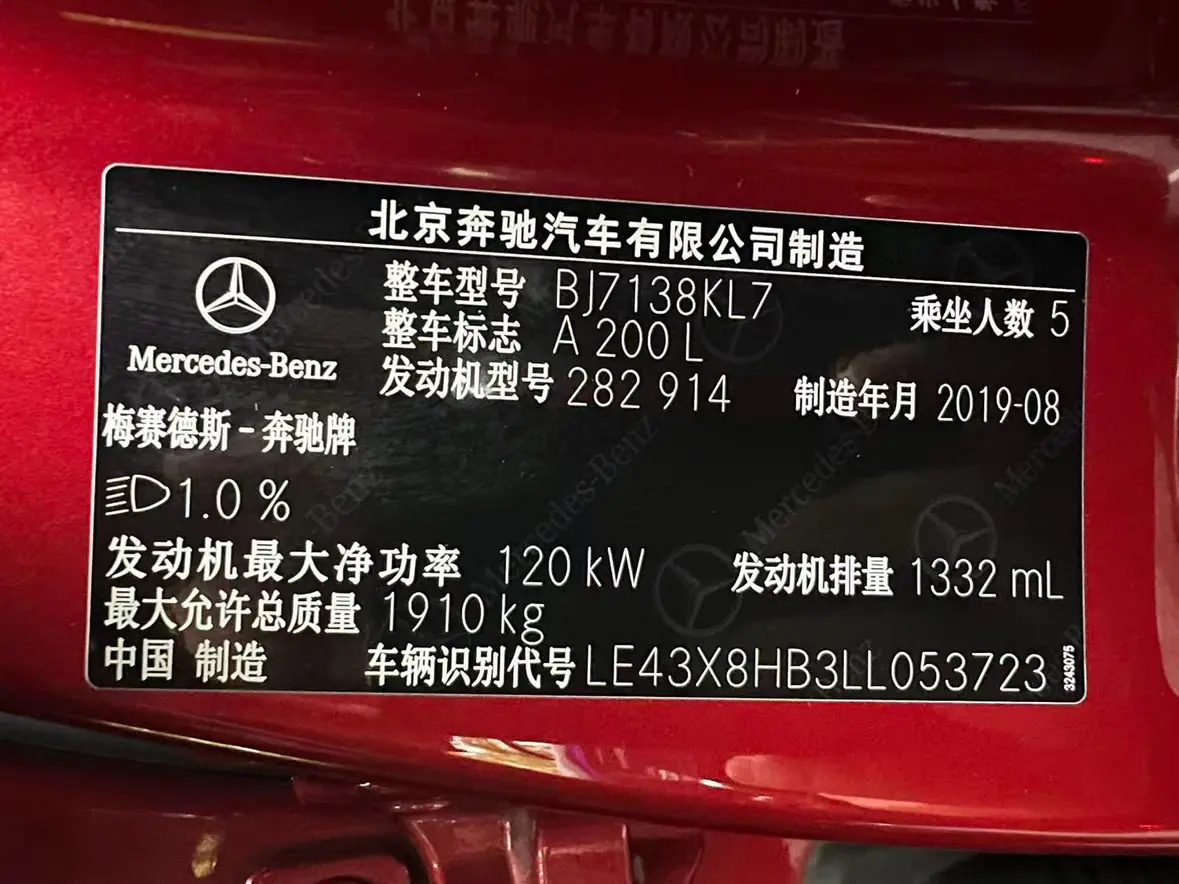 北京奔驰汽车有限公司制造
Mercedes-Benz
梅赛德斯-奔驰牌
整车型号 BJ7138KL7 乘坐人数 5
整车标志 A 200 L
发动机型号 282 914 制造年月 2019-08
1.0 %
发动机最大净功率 120 kW 发动机排量 1332 mL
最大允许总质量 1910 kg
中国 制造 车辆识别代号 LE43X8HB3LL053723
3243075